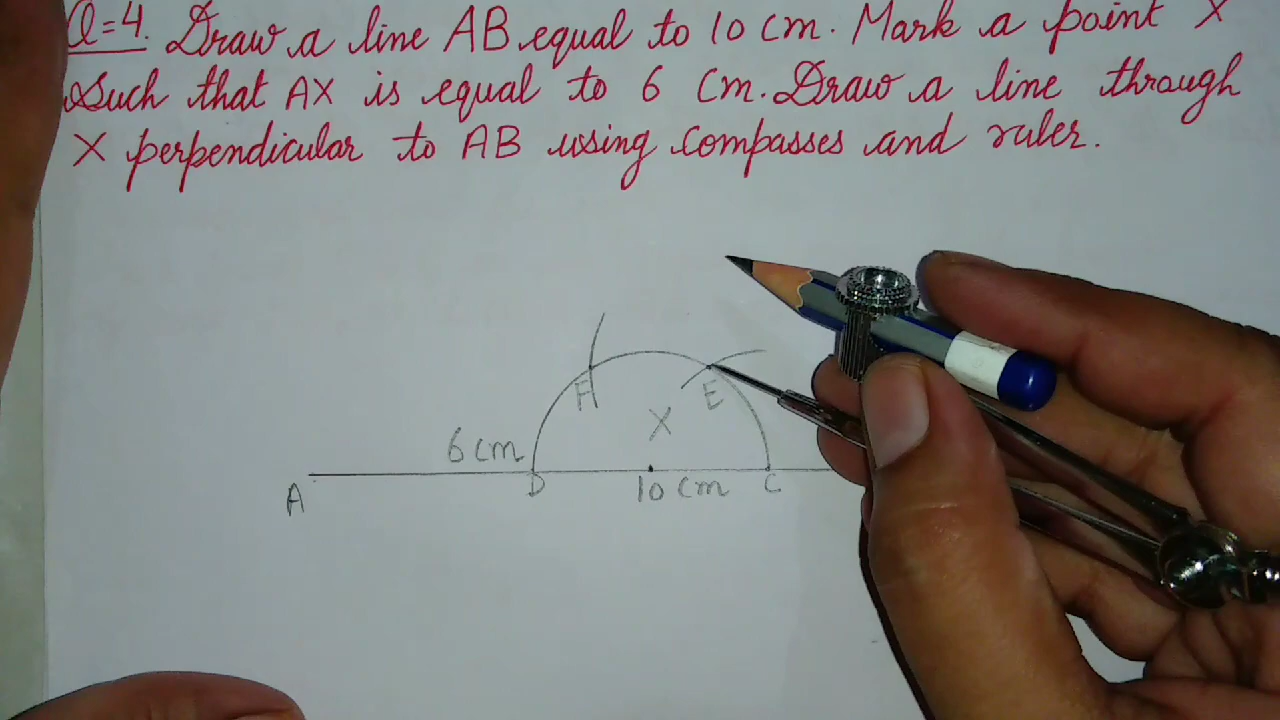 Q=4. Draw a line AB equal to 10 cm. Mark a point X
Such that AX is equal to 6 cm. Draw a line through
X perpendicular to AB using compasses and ruler.
F E
X
6 cm
A D 10 cm C